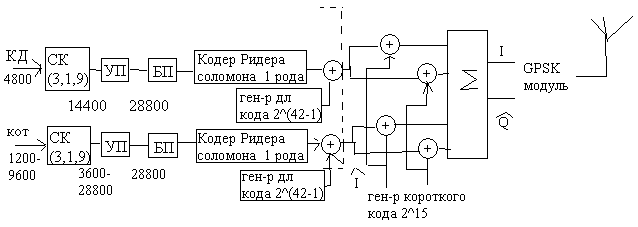 КД
4800
СК
(3,1,9)
УП
БП
Кодер Ридера
соломона 1 рода
14400
28800
ген-р дл
кода 2^(42-1)
Σ
I
Q
GPSK
модуль
кот
1200-
9600
СК
(3,1,9)
УП
БП
Кодер Ридера
соломона 1 рода
3600-
28800
28800
ген-р дл
кода 2^(42-1)
I
ген-р короткого
кода 2^15